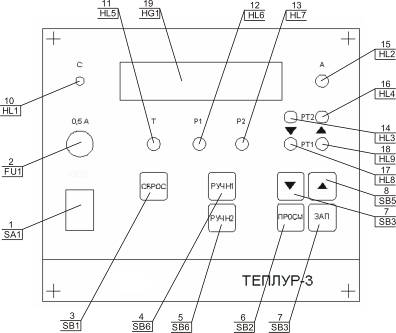 11
HL5
19
HG1
12
HL6
13
HL7
15
HL2
С
А
16
HL4
10
HL1
0,5 А
Т
Р1
Р2
РТ2
14
HL3
РТ1
18
HL9
2
FU1
17
HL8
СБРОС
РУЧН1
8
SB5
1
SA1
РУЧН2
ПРОСМ
ЗАП
7
SB3
ТЕПЛУР-3
3
SB1
4
SB6
5
SB6
6
SB2
7
SB3